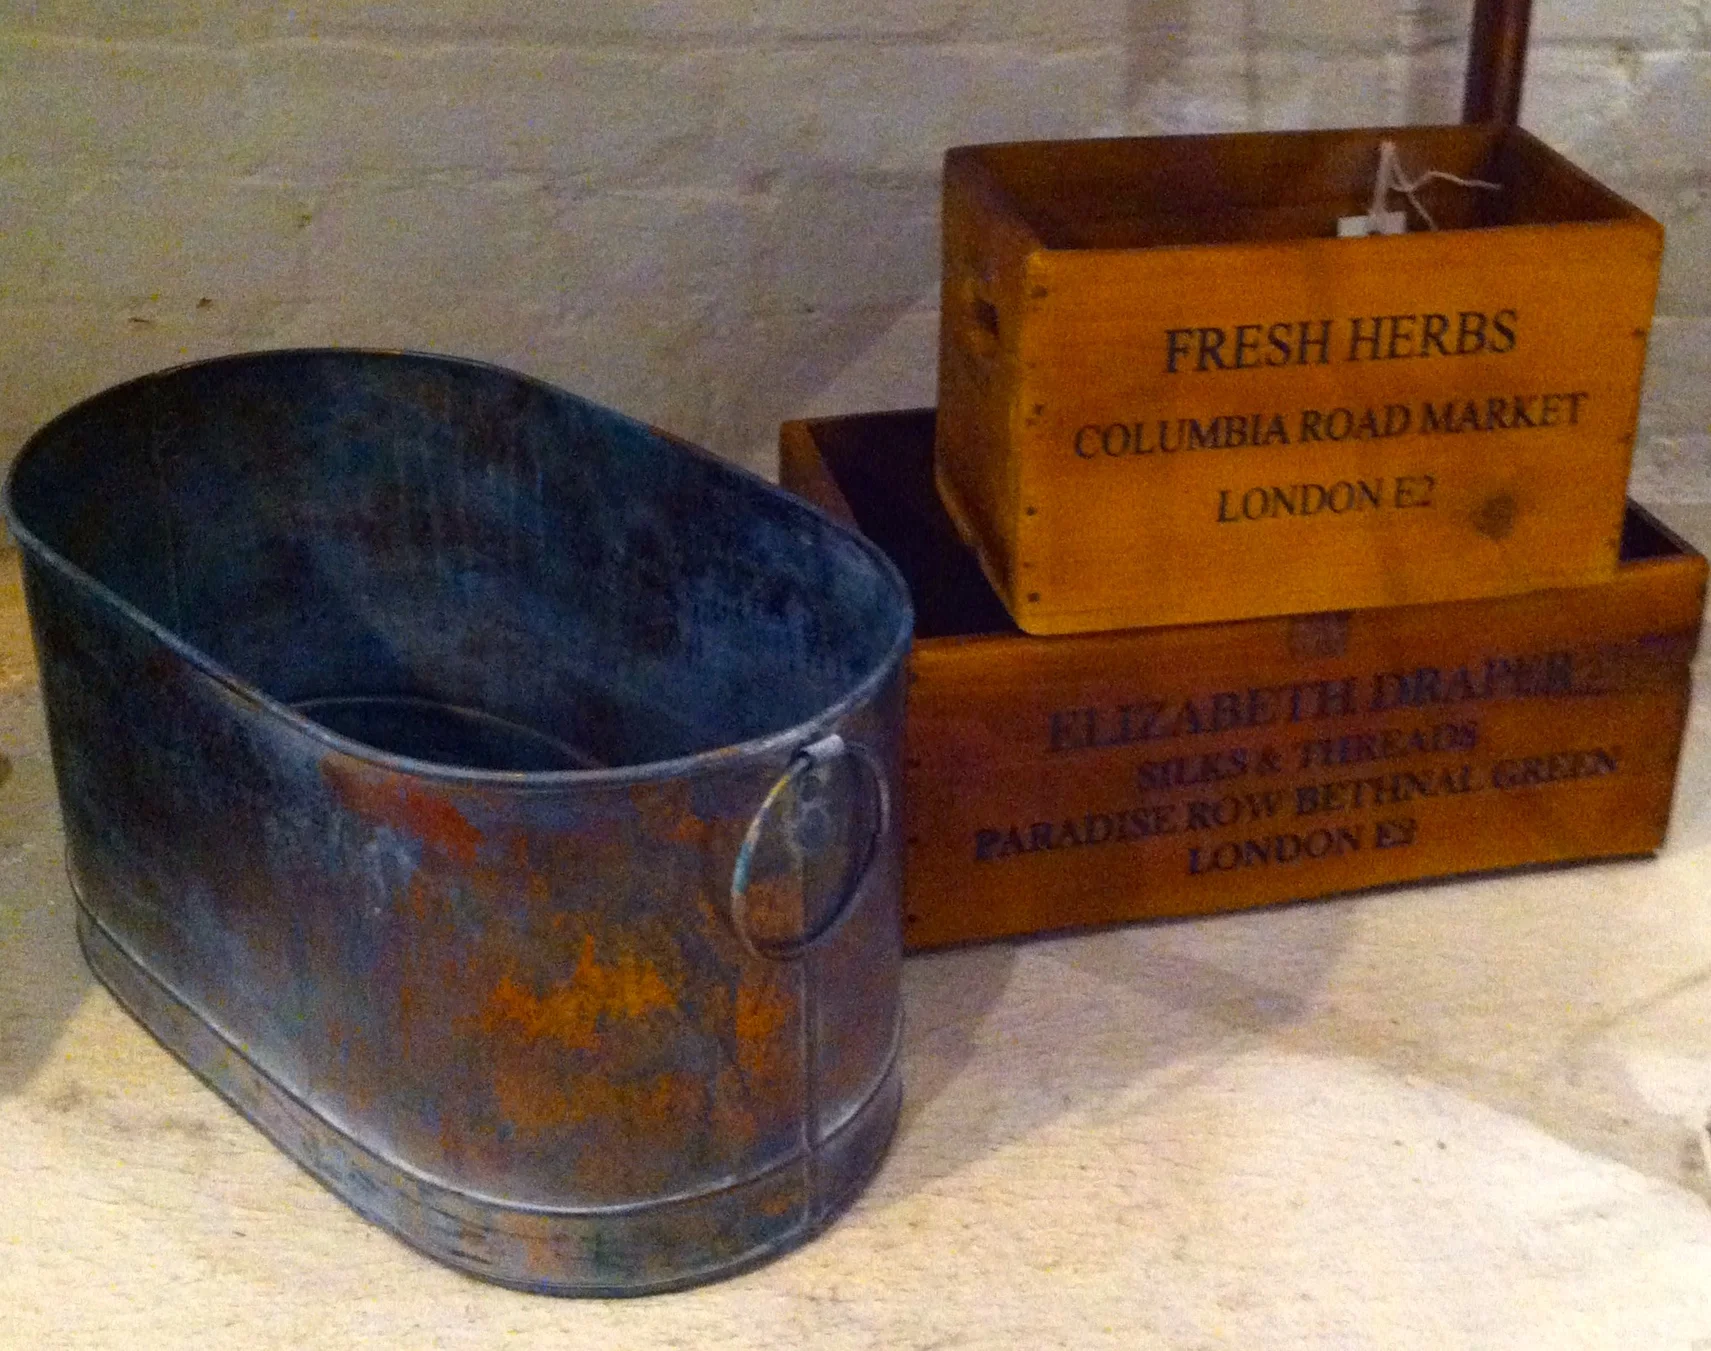 FRESH HERBS
COLUMBIA ROAD MARKET
LONDON E2
ELIZABETH DRAPER
SILKS & THREADS
PARADISE ROW BETHNAL GREEN
LONDON E2